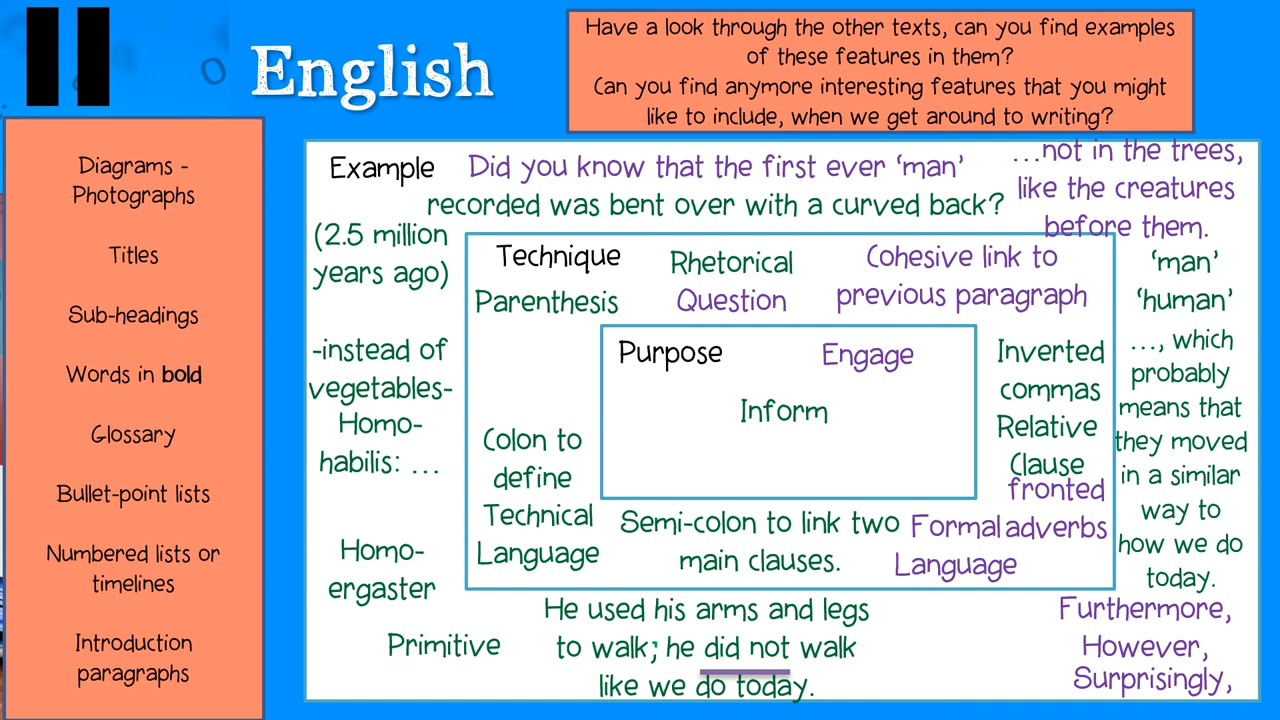 English
Have a look through the other texts, can you find examples
of these features in them?
Can you find anymore interesting features that you might
like to include, when we get around to writing?
Diagrams -
Photographs
Titles
Sub-headings
Words in bold
Glossary
Bullet-point lists
Numbered lists or
timelines
Introduction
paragraphs
Example
Did you know that the first ever ‘man’
recorded was bent over with a curved back?
...not in the trees,
like the creatures
before them.
(2.5 million
years ago)
-instead of
vegetables-
Homo-
habilis: ...
Homo-
ergaster
Primitive
Technique
Parenthesis
Rhetorical
Question
Cohesive link to
previous paragraph
Purpose
Engage
Inform
Colon to
define
Technical
Language
Semi-colon to link two
main clauses.
Formal
Language
Inverted
commas
Relative
Clause
fronted
adverbs
‘man’
‘human’
..., which
probably
means that
they moved
in a similar
way to
how we do
today.
He used his arms and legs
to walk; he did not walk
like we do today.
Furthermore,
However,
Surprisingly,